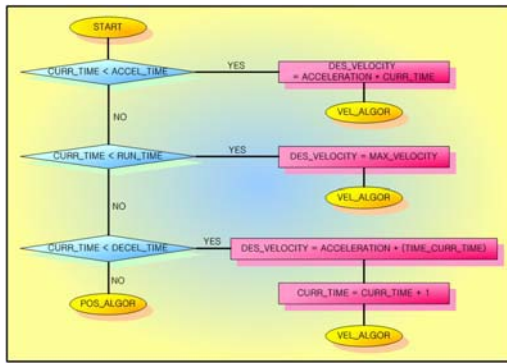 START
CURR_TIME < ACCEL_TIME
YES
DES_VELOCITY
= ACCELERATION * CURR_TIME
VEL_ALGOR
NO
CURR_TIME < RUN_TIME
YES
DES_VELOCITY = MAX_VELOCITY
VEL_ALGOR
NO
CURR_TIME < DECEL_TIME
YES
DES_VELOCITY = ACCELERATION * (TIME_CURR_TIME)
NO
CURR_TIME = CURR_TIME + 1
POS_ALGOR
VEL_ALGOR